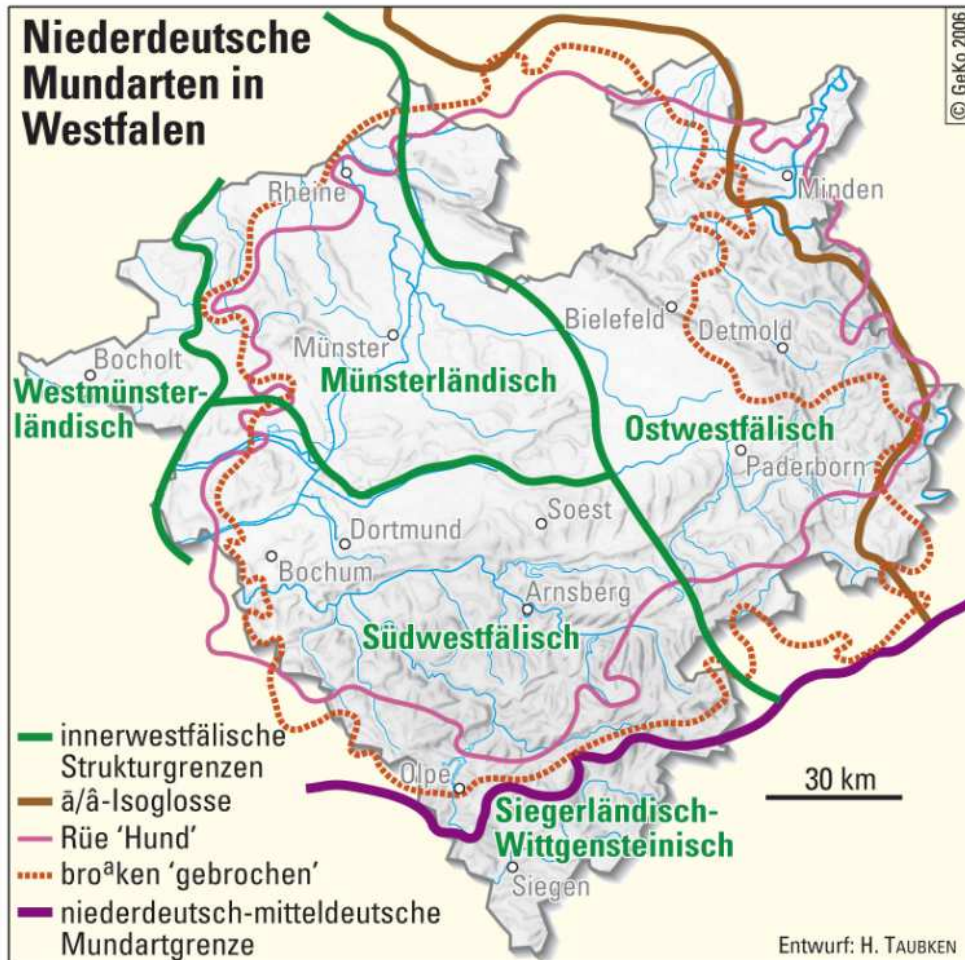 Niederdeutsche
Mundarten in
Westfalen
© GeKo 2006
Rheine
Minden
Bielefeld
Detmold
Münster
Bocholt
Westmünster-
ländisch
Münsterländisch
Ostwestfälisch
Paderborn
Soest
Dortmund
Bochum
Arnsberg
Südwestfälisch
Olpe
Siegerländisch-
Wittgensteinisch
Siegen
innerwestfälische
Strukturgrenzen
ā/â-Isoglosse
Rüe ‘Hund’
broᵃken ‘gebrochen’
niederdeutsch-mitteldeutsche
Mundartgrenze
30 km
Entwurf: H. TAUBKEN